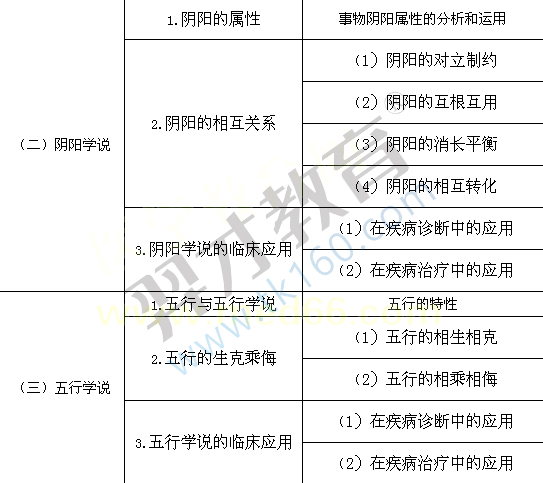 1.阴阳的属性
事物阴阳属性的分析和运用
(二)阴阳学说
2.阴阳的相互关系
(1)阴阳的对立制约
(2)阴阳的互根互用
(3)阴阳的消长平衡
(4)阴阳的相互转化
3.阴阳学说的临床应用
(1)在疾病诊断中的应用
(2)在疾病治疗中的应用
(三)五行学说
1.五行与五行学说
五行的特性
2.五行的生克乘侮
(1)五行的相生相克
(2)五行的相乘相侮
3.五行学说的临床应用
(1)在疾病诊断中的应用
(2)在疾病治疗中的应用
羿才教育
www.tk160.com